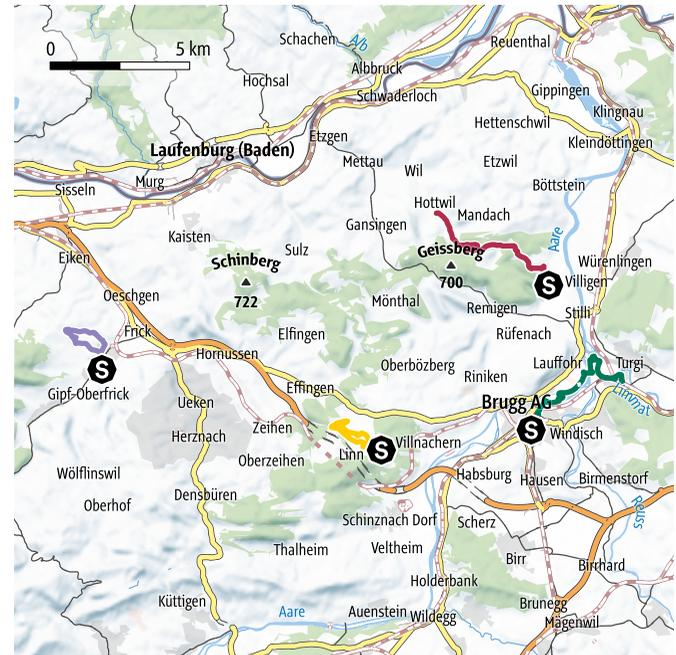 0
5 km
Schachen
Alb
Reuenthal
Albbruck
Hochsal
Schwaderloch
Gippingen
Klingnau
Hettenschwil
Etzgen
Kleindöttingen
Laufenburg (Baden)
Mettau
Wil
Etzwil
Murg
Sisseln
Böttstein
Hottwil
Mandach
Gansingen
Kaisten
Sulz
Aare
Geissberg
700
Eiken
Schinberg
722
Würenlingen
Villigen
S
Oeschgen
Mönthal
Remigen
Stilli
Frick
Elfingen
Rüfenach
Hornussen
Oberbözberg
Lauffohr
Turgi
S
Gipf-Oberfrick
Riniken
Effingen
Limmat
Ueken
Brugg AG
S
Windisch
Zeihen
Herznach
Linn
S
Villnachern
Oberzeihen
Wölflinswil
Habsburg
Hausen
Birmenstorf
Densbüren
Oberhof
Reuss
Schinznach Dorf
Scherz
Thalheim
Veltheim
Birr
Birrhard
Holderbank
Küttigen
Aare
Auenstein
Wildegg
Brunegg
Mägenwil